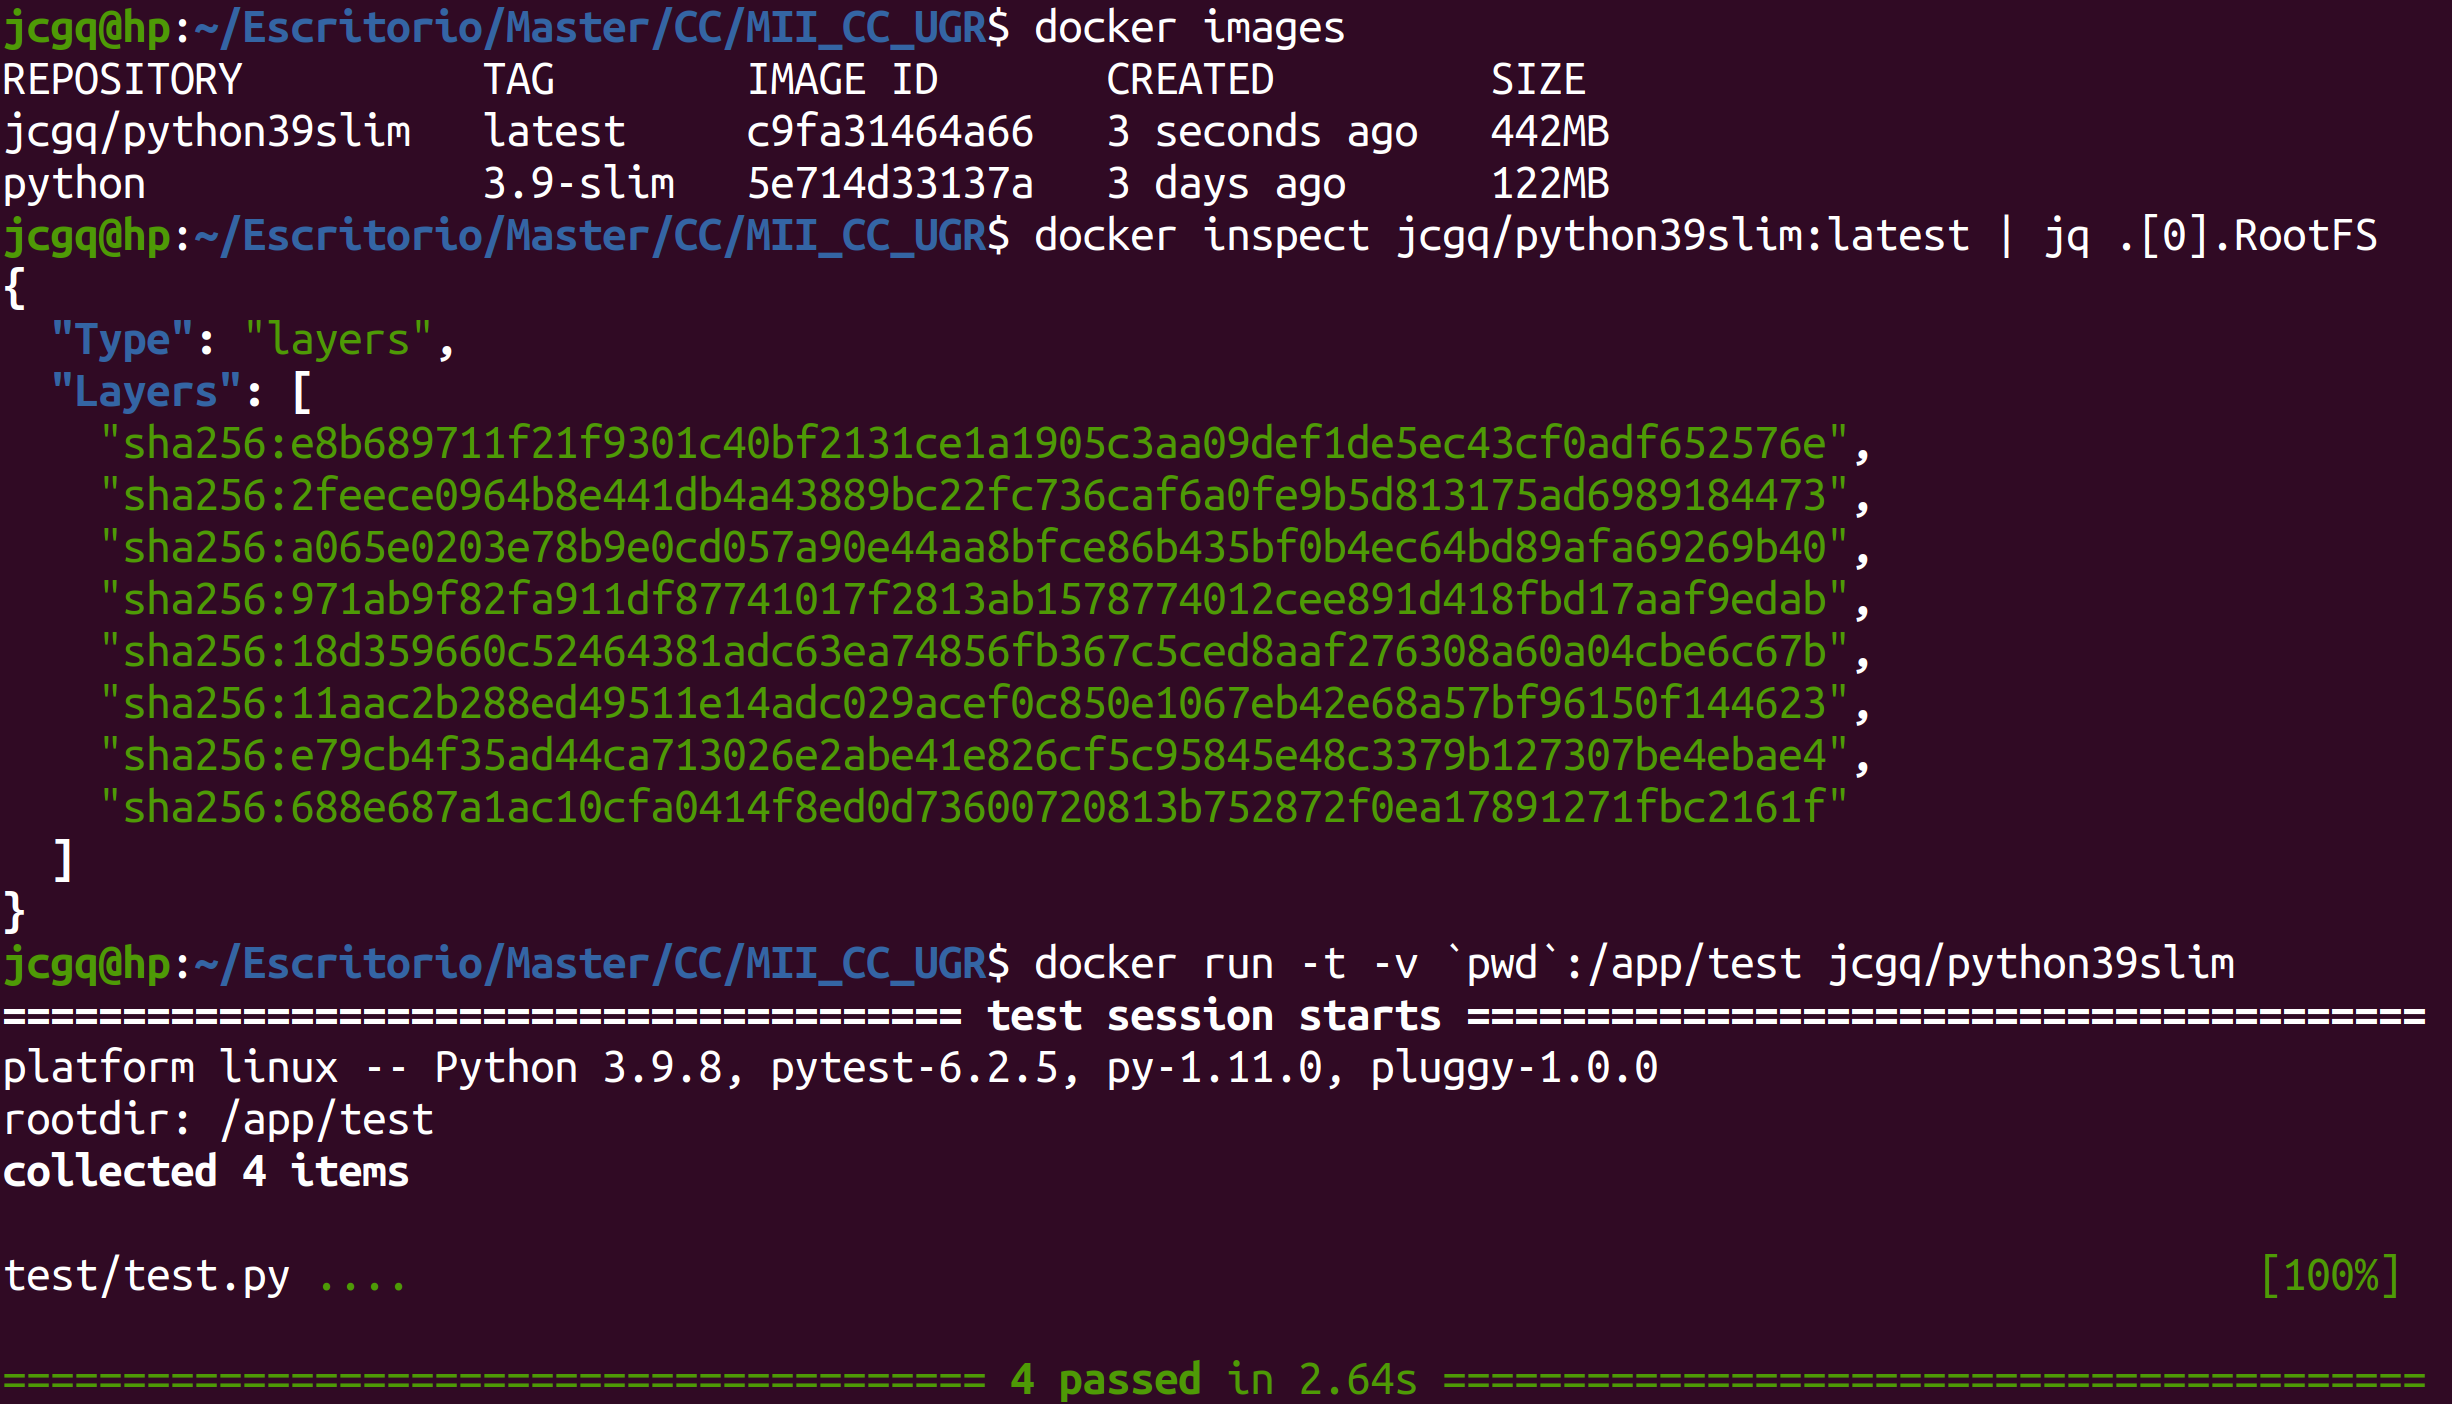 jcgq@hp:~/Escritorio/Master/CC/MII_CC_UGR$ docker images
REPOSITORY          TAG        IMAGE ID       CREATED         SIZE
jcgq/python39slim   latest     c9fa31464a66   3 seconds ago   442MB
python              3.9-slim   5e714d33137a   3 days ago      122MB
jcgq@hp:~/Escritorio/Master/CC/MII_CC_UGR$ docker inspect jcgq/python39slim:latest | jq .[0].RootFS
{
  "Type": "layers",
  "Layers": [
    "sha256:e8b689711f21f9301c40bf2131ce1a1905c3aa09def1de5ec43cf0adf652576e",
    "sha256:2feece0964b8e441db4a43889bc22fc736caf6a0fe9b5d813175ad6989184473",
    "sha256:a065e0203e78b9e0cd057a90e44aa8bfce86b435bf0b4ec64bd89afa69269b40",
    "sha256:971ab9f82fa911df87741017f2813ab1578774012cee891d418fbd17aaf9edab",
    "sha256:18d359660c52464381adc63ea74856fb367c5ced8aaf276308a60a04cbe6c67b",
    "sha256:11aac2b288ed49511e14adc029acef0c850e1067eb42e68a57bf96150f144623",
    "sha256:e79cb4f35ad44ca713026e2abe41e826cf5c95845e48c3379b127307be4ebae4",
    "sha256:688e687a1ac10cfa0414f8ed0d73600720813b752872f0ea17891271fbc2161f"
  ]
}
jcgq@hp:~/Escritorio/Master/CC/MII_CC_UGR$ docker run -t -v `pwd`:/app/test jcgq/python39slim
======================================== test session starts ========================================
platform linux -- Python 3.9.8, pytest-6.2.5, py-1.11.0, pluggy-1.0.0
rootdir: /app/test
collected 4 items

test/test.py ....                                                                             [100%]

========================================= 4 passed in 2.64s =========================================